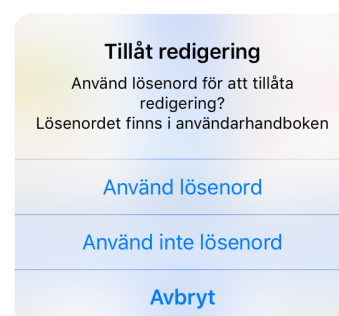 Tillåt redigering
Använd lösenord för att tillåta
redigering?
Lösenordet finns i användarhandboken
Använd lösenord
Använd inte lösenord
Avbryt